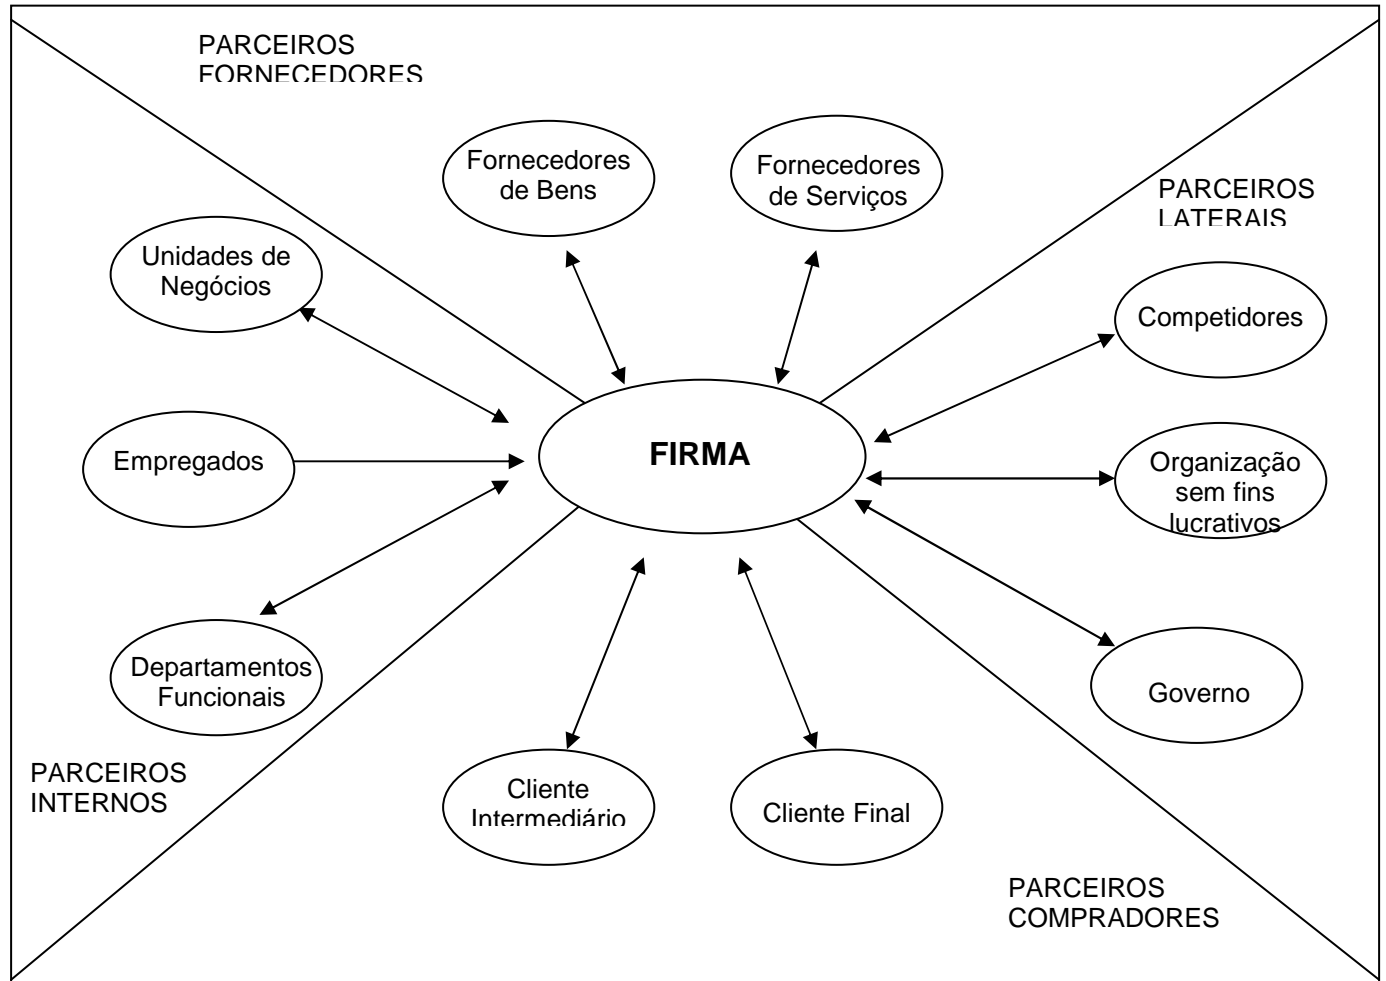 PARCEIROS
FORNECEDORES
Fornecedores
de Bens
Fornecedores
de Serviços
PARCEIROS
LATERAIS
Unidades de
Negócios
Competidores
Empregados
FIRMA
Organização
sem fins
lucrativos
Departamentos
Funcionais
Governo
PARCEIROS
INTERNOS
Cliente
Intermediário
Cliente Final
PARCEIROS
COMPRADORES